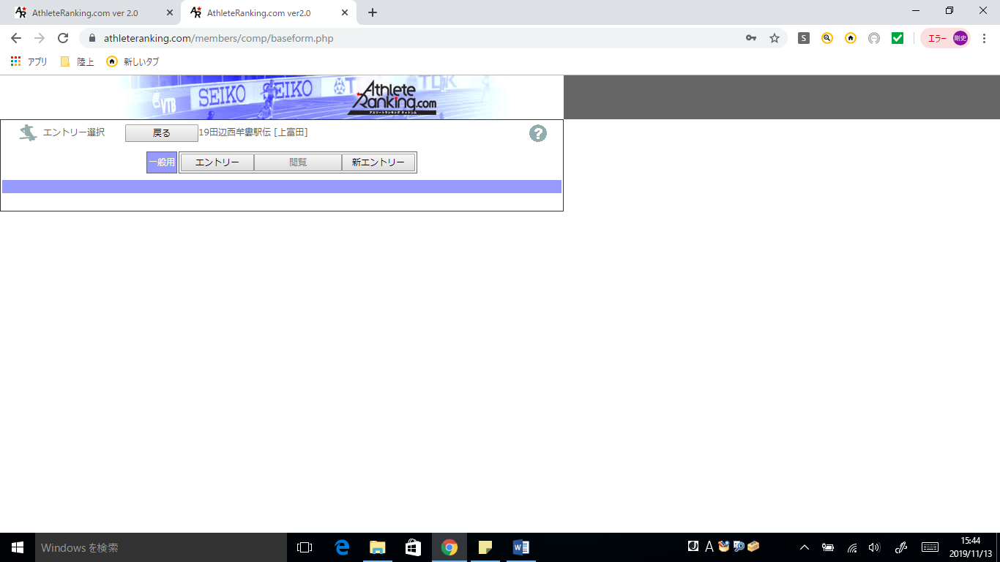 AthleteRanking.com ver 2.0
AthleteRanking.com ver2.0
athleteranking.com/members/comp/baseform.php
S
エラー
剛史
アプリ
陸上
新しいタブ
VTB
SEIKO
SEIKO
Athlete
Ranking.com
エントリー選択
戻る
19田辺西牟婁駅伝 [上富田]
?
一般用
エントリー
閲覧
新エントリー
Windows を検索
A
15:44
2019/11/13